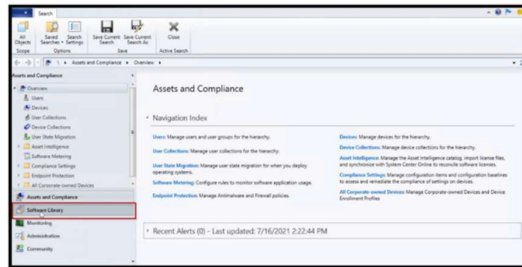 Search
All Objects
Saved Searches
Search Settings
Save Current Search
Save Current Search As
Close
Scope
Options
Save
Active Search
\ ▸ Assets and Compliance ▸ Overview ▸
Assets and Compliance
Overview
Users
Devices
User Collections
Device Collections
User State Migration
Asset Intelligence
Software Metering
Compliance Settings
Endpoint Protection
All Corporate-owned Devices
Assets and Compliance
Software Library
Monitoring
Administration
Community
Assets and Compliance
Navigation Index
Users: Manage users and user groups for the hierarchy.
User Collections: Manage user collections for the hierarchy.
User State Migration: Manage user state migration for when you deploy operating systems.
Software Metering: Configure rules to monitor software application usage.
Endpoint Protection: Manage Antimalware and Firewall policies.
Devices: Manage devices for the hierarchy.
Device Collections: Manage device collections for the hierarchy.
Asset Intelligence: Manage the Asset Intelligence catalog, import license files, and synchronise with System Center Online to reconcile software licenses.
Compliance Settings: Manage configuration items and configuration baselines to assess and remediate the compliance of settings on devices.
All Corporate-owned Devices: Manage Corporate-owned Devices and Device Enrollment Profiles
Recent Alerts (0) - Last updated: 7/16/2021 2:22:44 PM